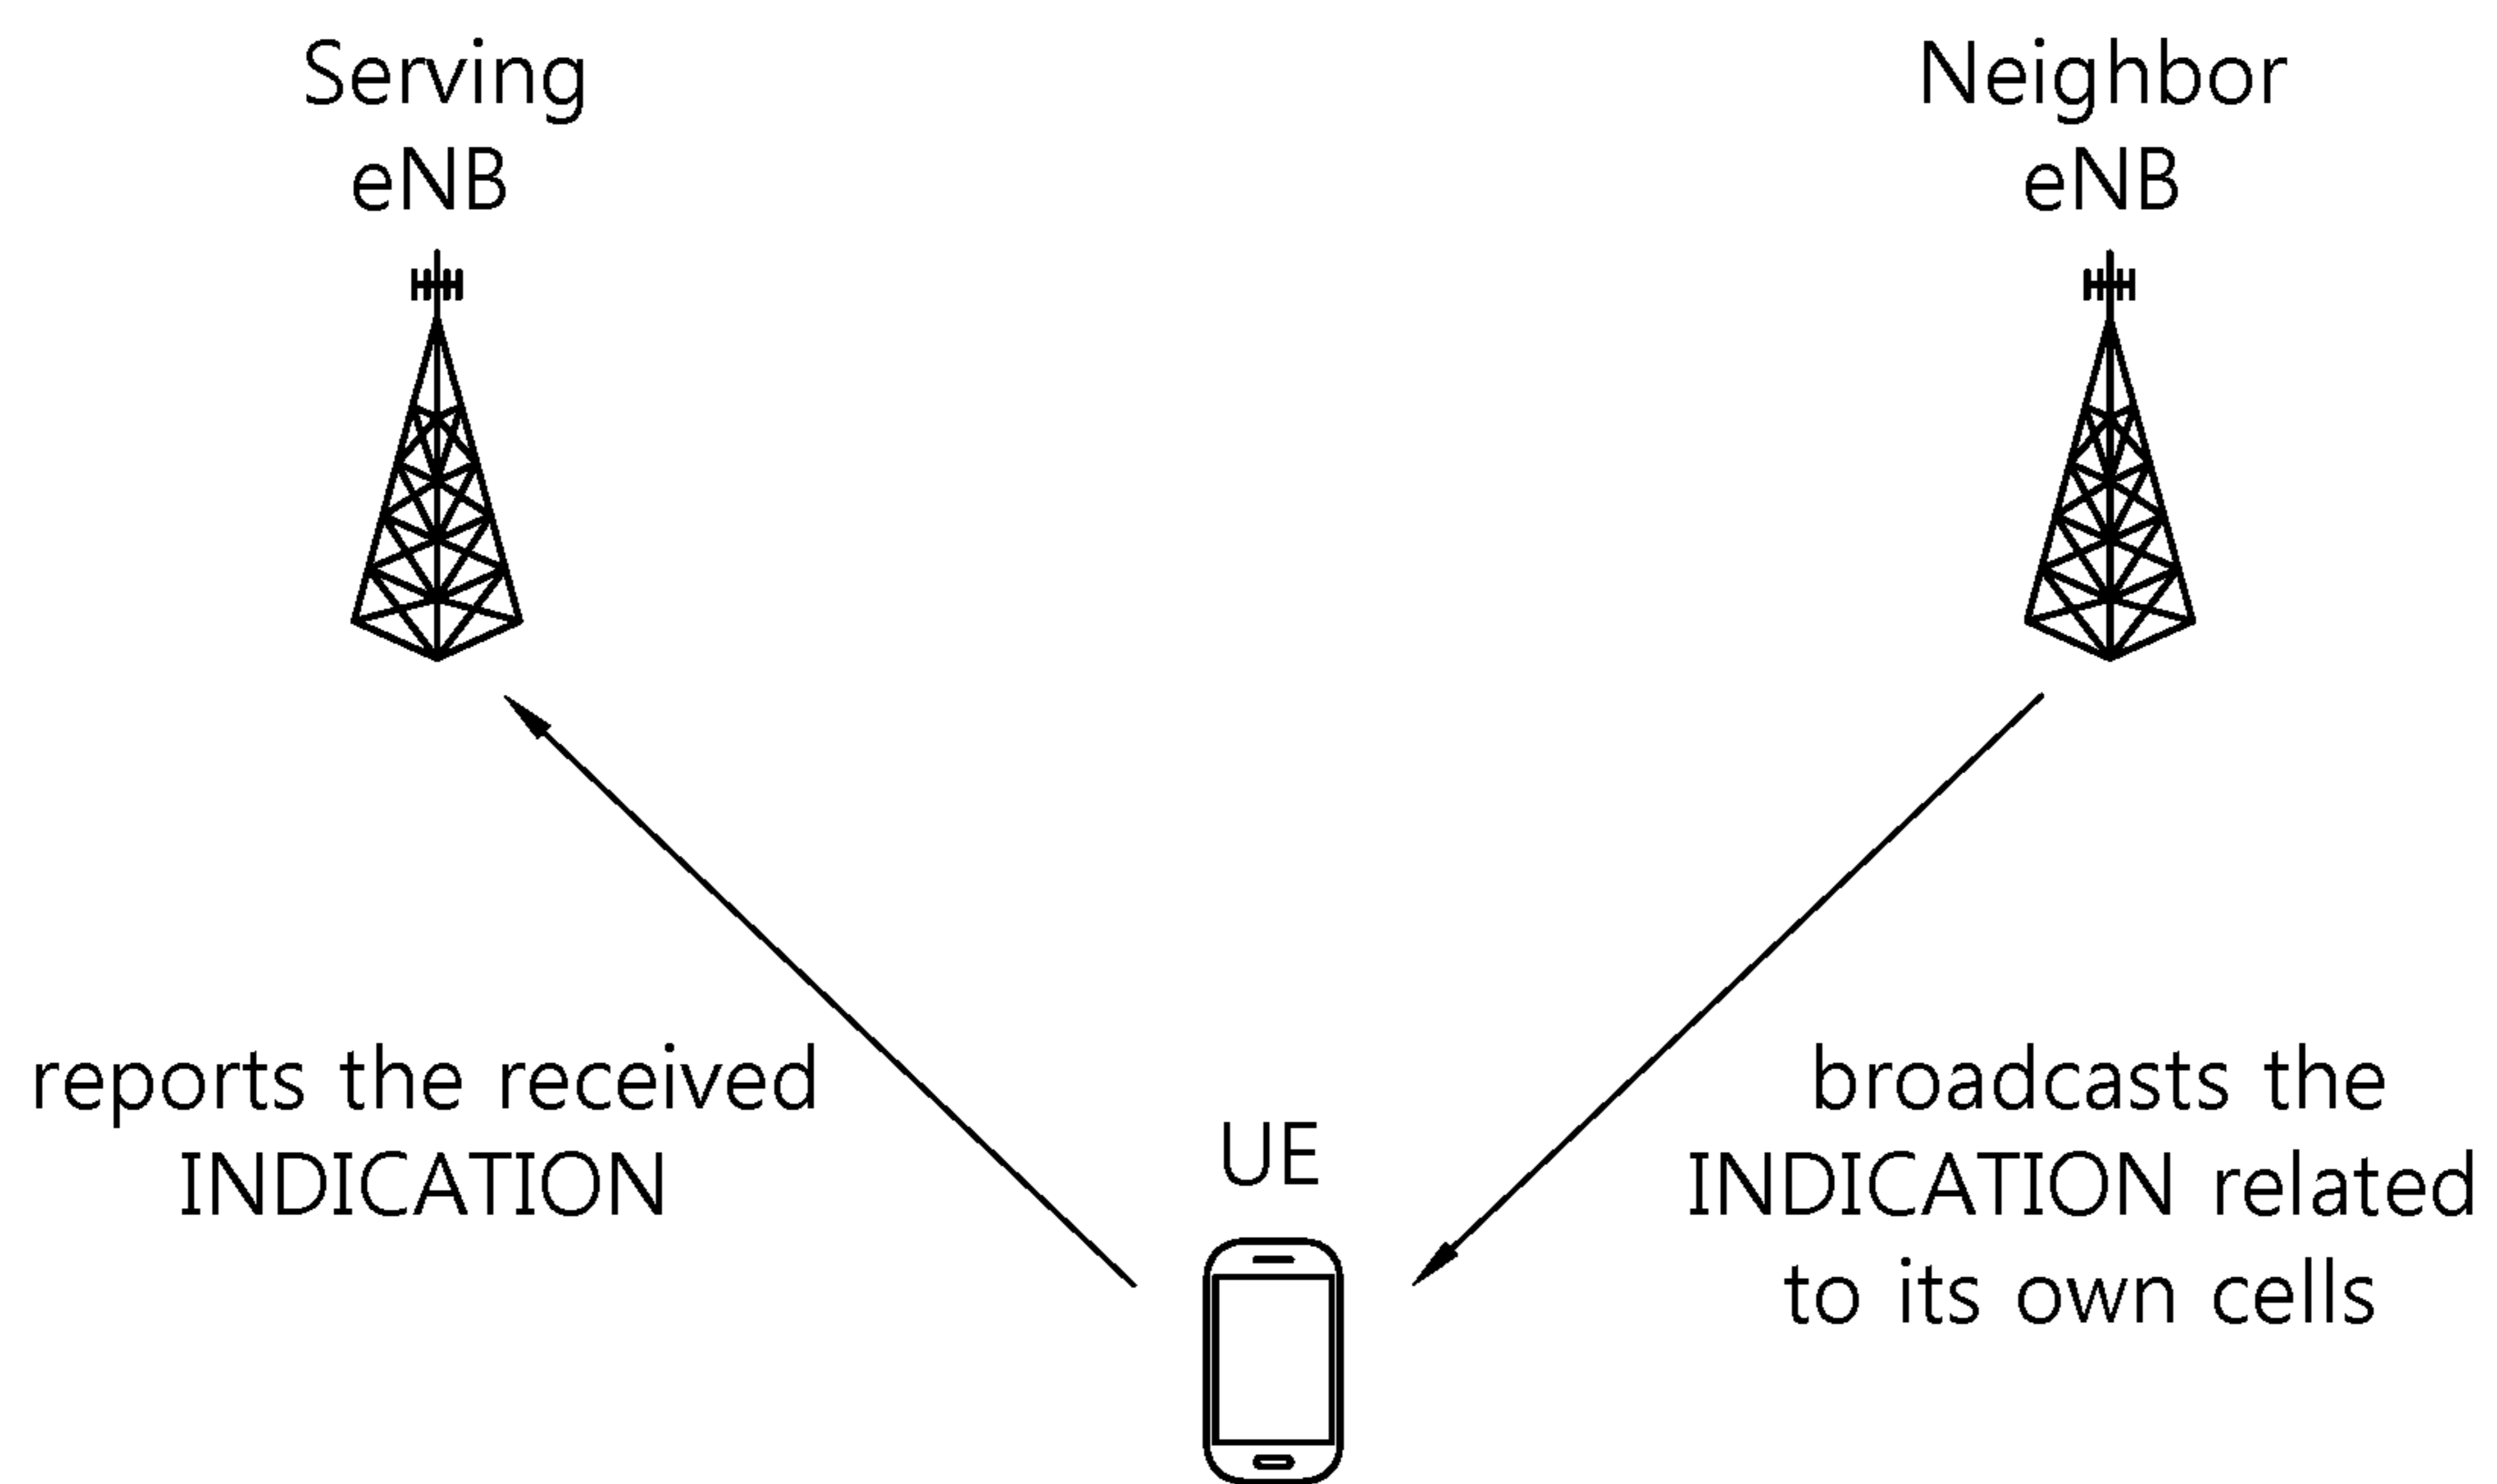 Serving
eNB
Neighbor
eNB
reports the received
INDICATION
UE
broadcasts the
INDICATION related
to its own cells